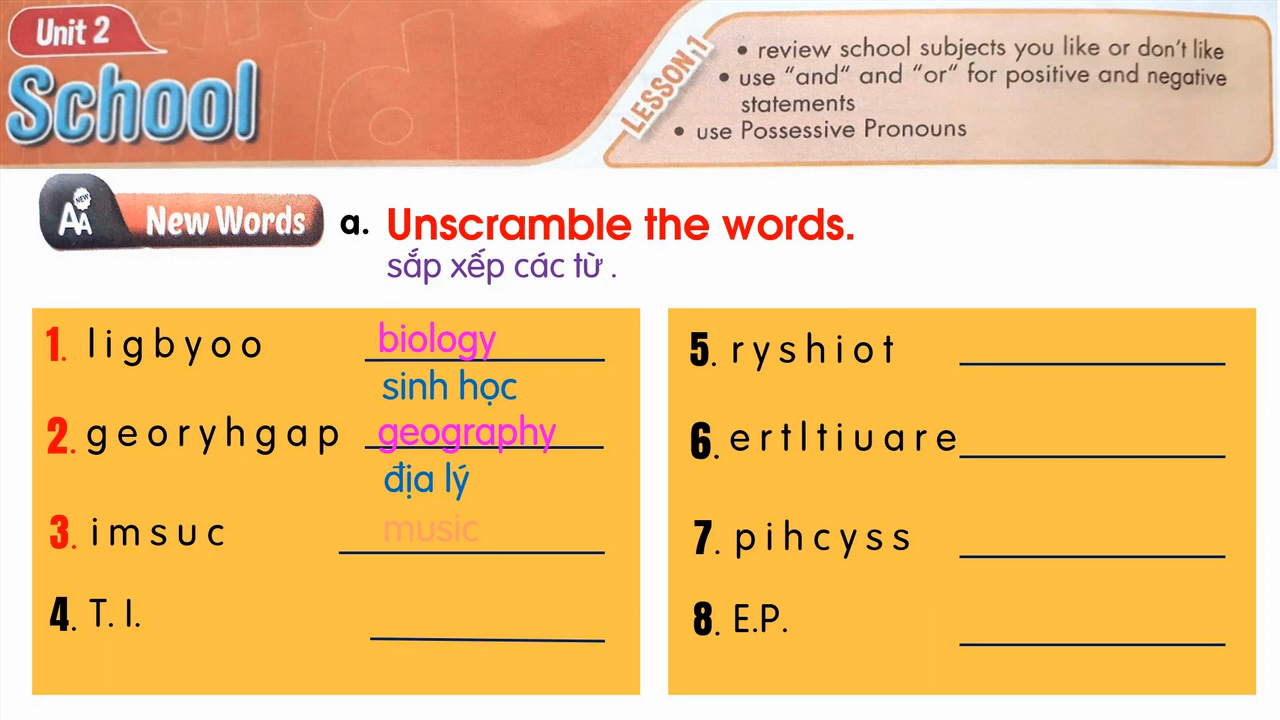 Unit 2
School
LESSON 1
• review school subjects you like or don't like
• use “and“ and “or“ for positive and negative
statements
• use Possessive Pronouns
AA NEW
New Words
a. Unscramble the words.
sắp xếp các từ .
1. l i g b y o o biology
sinh học
2. g e o r y h g a p geography
địa lý
3. i m s u c music
4. T. I.
5. r y s h i o t
6. e r t l t i u a r e
7. p i h c y s s
8. E.P.